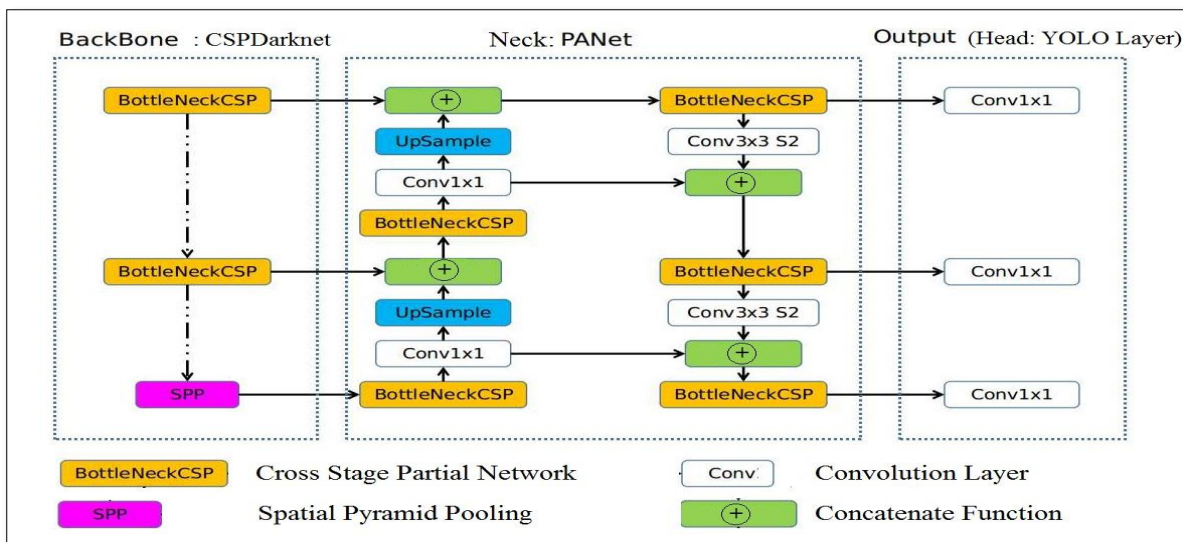 BackBone : CSPDarknet
Neck: PANet
Output (Head: YOLO Layer)
BottleNeckCSP
+
BottleNeckCSP
Conv1x1
UpSample
Conv3x3 S2
Conv1x1
+
BottleNeckCSP
BottleNeckCSP
+
BottleNeckCSP
Conv1x1
UpSample
Conv3x3 S2
Conv1x1
+
SPP
BottleNeckCSP
BottleNeckCSP
Conv1x1
BottleNeckCSP
Cross Stage Partial Network
Conv
Convolution Layer
SPP
Spatial Pyramid Pooling
+
Concatenate Function